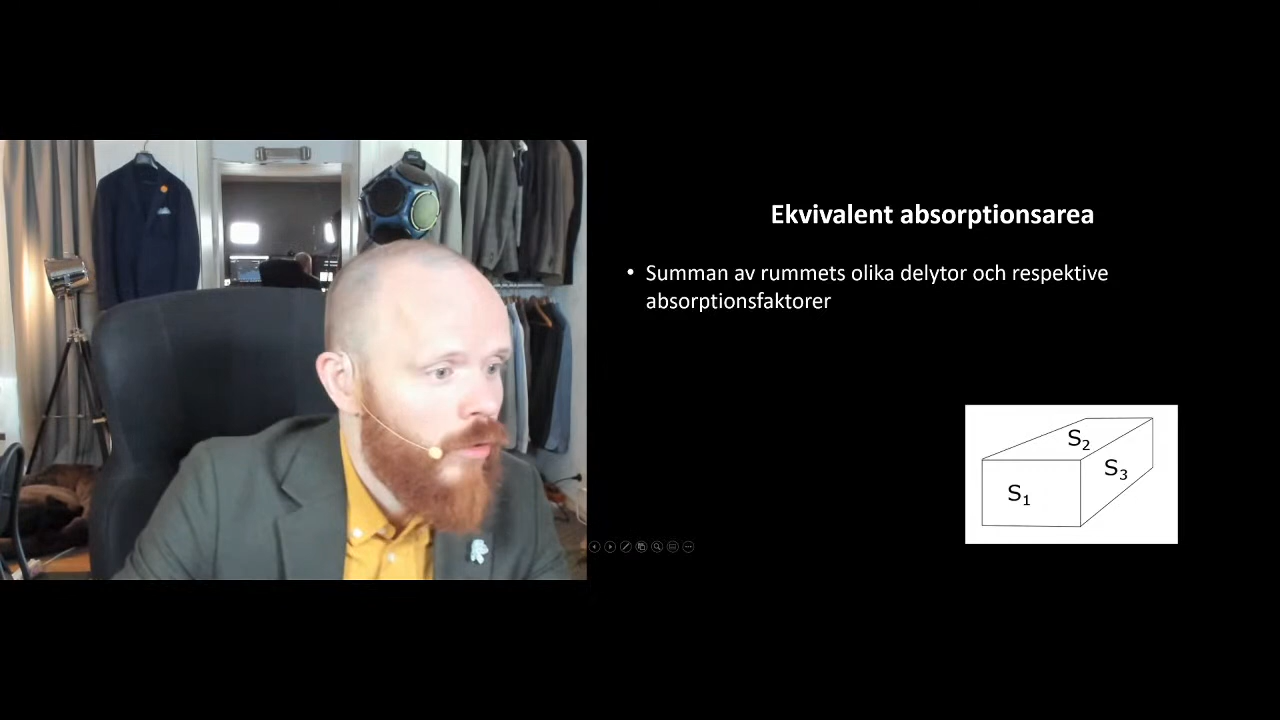 Ekvivalent absorptionsarea
• Summan av rummets olika delytor och respektive
absorptionsfaktorer
S₂
S₃
S₁